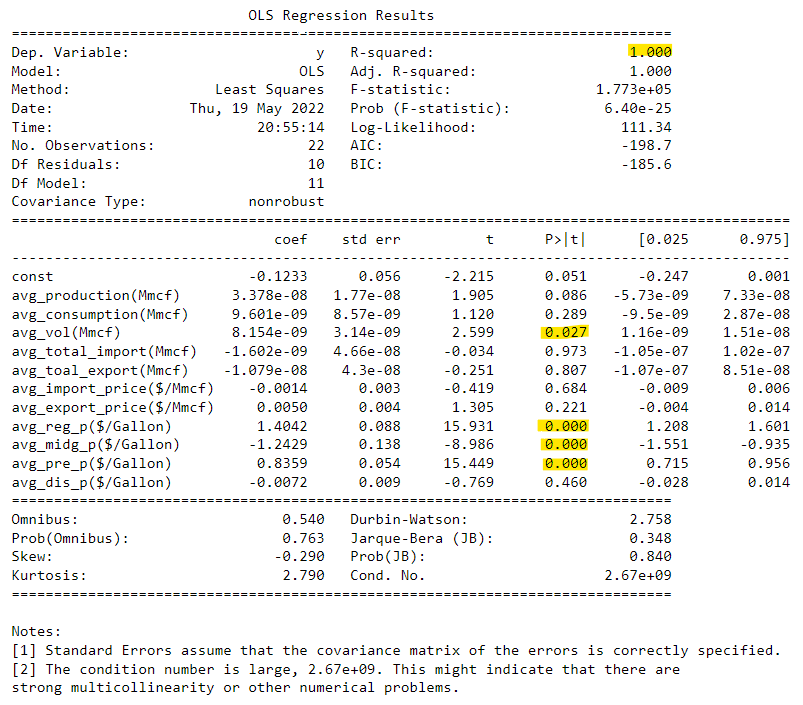 OLS Regression Results
==============================================================================
Dep. Variable: y R-squared: 1.000
Model: OLS Adj. R-squared: 1.000
Method: Least Squares F-statistic: 1.773e+05
Date: Thu, 19 May 2022 Prob (F-statistic): 6.40e-25
Time: 20:55:14 Log-Likelihood: 111.34
No. Observations: 22 AIC: -198.7
Df Residuals: 10 BIC: -185.6
Df Model: 11
Covariance Type: nonrobust
============================================================================================
coef std err t P>|t| [0.025 0.975]
--------------------------------------------------------------------------------------------
const -0.1233 0.056 -2.215 0.051 -0.247 0.001
avg_production(Mmcf) 3.378e-08 1.77e-08 1.905 0.086 -5.73e-09 7.33e-08
avg_consumption(Mmcf) 9.601e-09 8.57e-09 1.120 0.289 -9.5e-09 2.87e-08
avg_vol(Mmcf) 8.154e-09 3.14e-09 2.599 0.027 1.16e-09 1.51e-08
avg_total_import(Mmcf) -1.602e-09 4.66e-08 -0.034 0.973 -1.05e-07 1.02e-07
avg_toal_export(Mmcf) -1.079e-08 4.3e-08 -0.251 0.807 -1.07e-07 8.51e-08
avg_import_price($/Mmcf) -0.0014 0.003 -0.419 0.684 -0.009 0.006
avg_export_price($/Mmcf) 0.0050 0.004 1.305 0.221 -0.004 0.014
avg_reg_p($/Gallon) 1.4042 0.088 15.931 0.000 1.208 1.601
avg_midg_p($/Gallon) -1.2429 0.138 -8.986 0.000 -1.551 -0.935
avg_pre_p($/Gallon) 0.8359 0.054 15.449 0.000 0.715 0.956
avg_dis_p($/Gallon) -0.0072 0.009 -0.769 0.460 -0.028 0.014
==============================================================================
Omnibus: 0.540 Durbin-Watson: 2.758
Prob(Omnibus): 0.763 Jarque-Bera (JB): 0.348
Skew: -0.290 Prob(JB): 0.840
Kurtosis: 2.790 Cond. No. 2.67e+09
==============================================================================
Notes:
[1] Standard Errors assume that the covariance matrix of the errors is correctly specified.
[2] The condition number is large, 2.67e+09. This might indicate that there are
strong multicollinearity or other numerical problems.